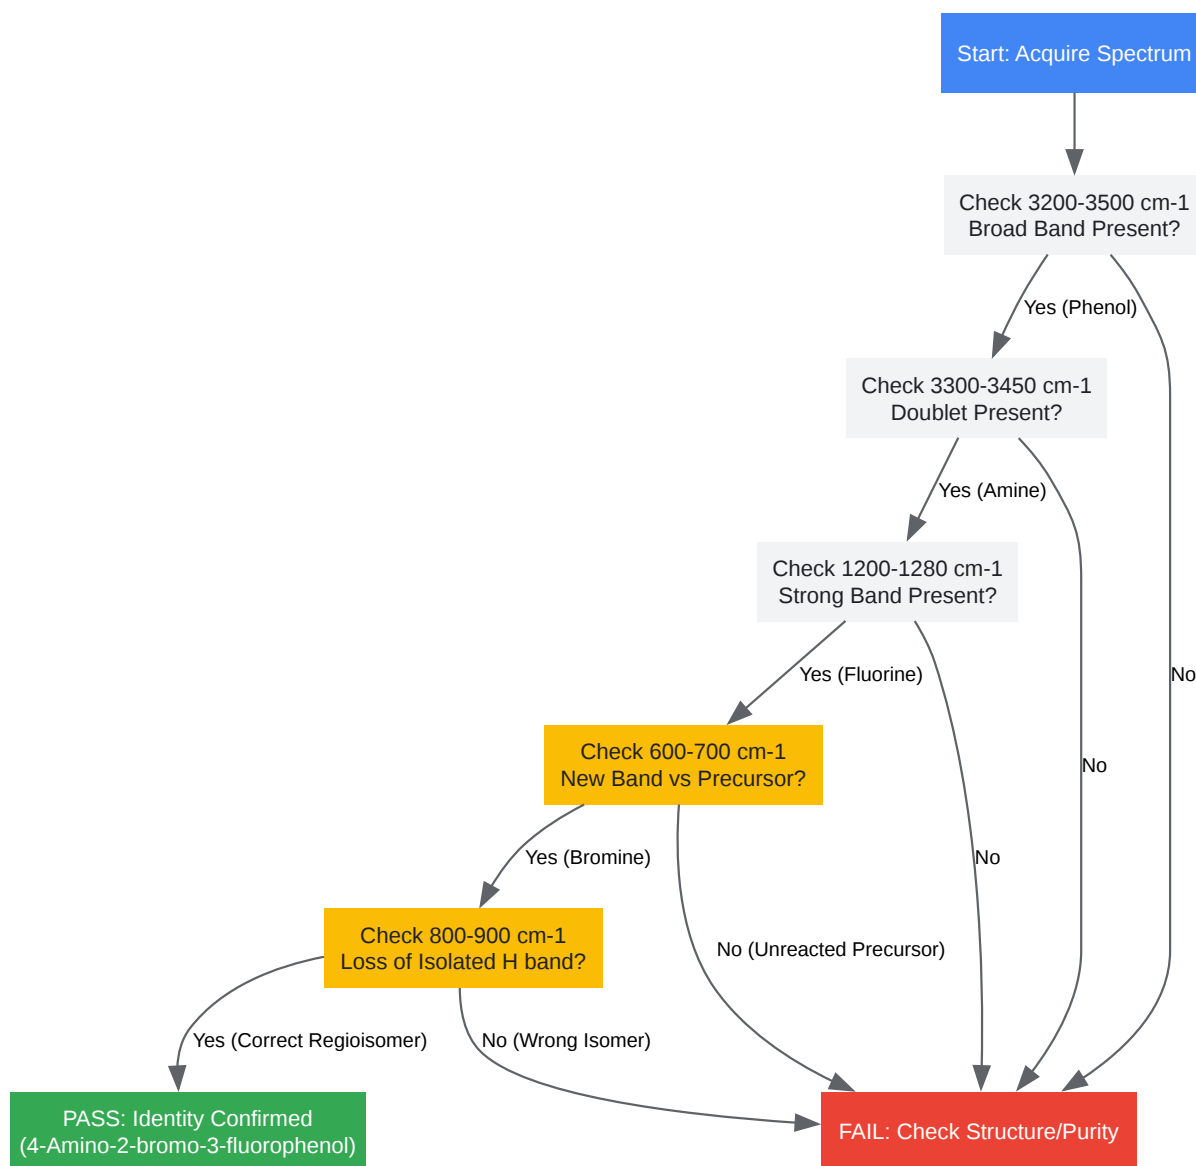 Start: Acquire Spectrum
Check 3200-3500 cm-1
Broad Band Present?
Yes (Phenol)
Check 3300-3450 cm-1
Doublet Present?
Yes (Amine)
Check 1200-1280 cm-1
Strong Band Present?
Yes (Fluorine)
No
Check 600-700 cm-1
New Band vs Precursor?
No
Yes (Bromine)
No
Check 800-900 cm-1
Loss of Isolated H band?
No (Unreacted Precursor)
Yes (Correct Regioisomer)
No (Wrong Isomer)
PASS: Identity Confirmed
(4-Amino-2-bromo-3-fluorophenol)
FAIL: Check Structure/Purity